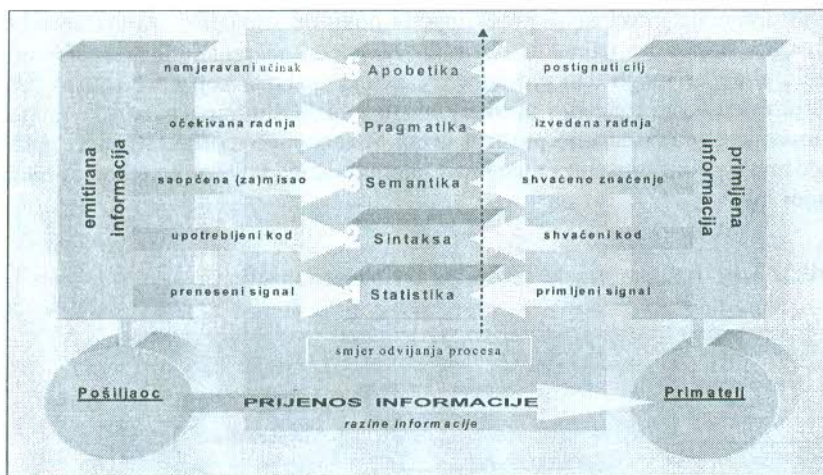 namjeravani učinak Apobetika postignuti cilj
očekivana radnja Pragmatika izvedena radnja
emitirana informacija
saopćena (za)misao Semantika shvaćeno značenje
primljena informacija
upotrebljeni kod Sintaksa shvaćeni kod
preneseni signal Statistika primljeni signal
smjer odvijanja procesa
Pošiljaoc PRIJENOS INFORMACIJE Primatelj
razine informacije